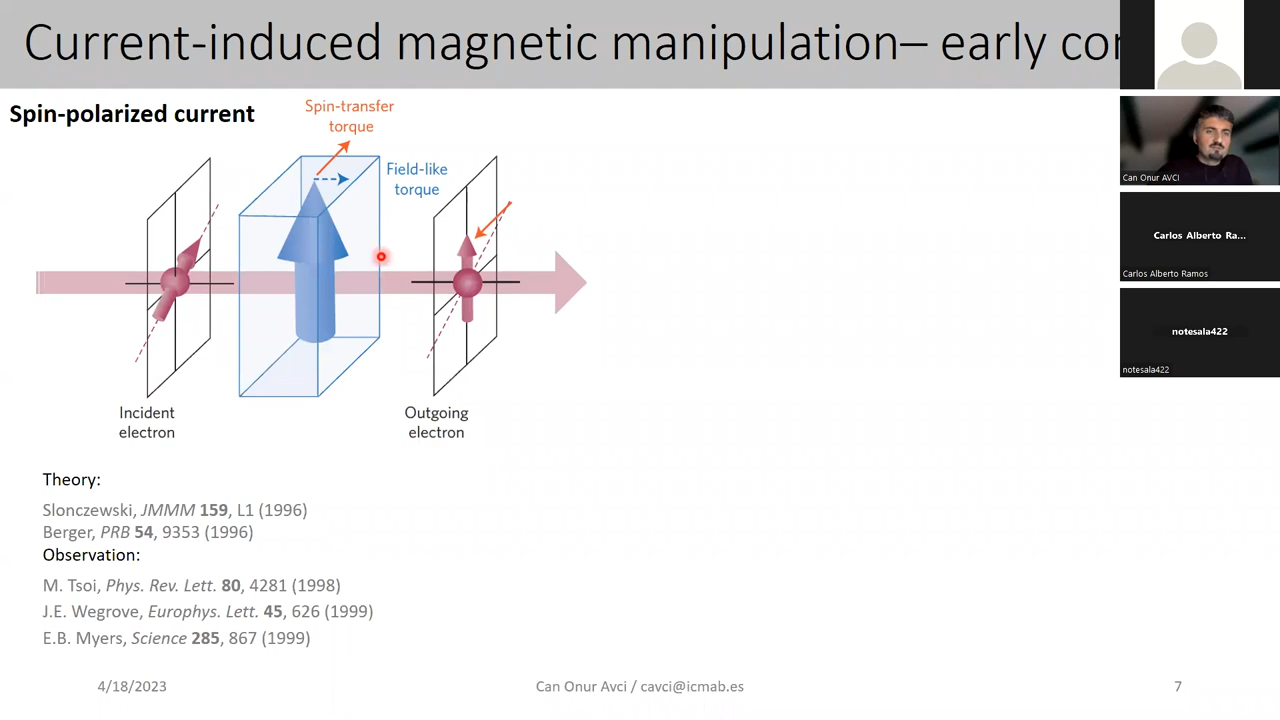 Current-induced magnetic manipulation– early co
Spin-polarized current
Spin-transfer
torque
Field-like
torque
Incident
electron
Outgoing
electron
Theory:
Slonczewski, JMMM 159, L1 (1996)
Berger, PRB 54, 9353 (1996)
Observation:
M. Tsoi, Phys. Rev. Lett. 80, 4281 (1998)
J.E. Wegrove, Europhys. Lett. 45, 626 (1999)
E.B. Myers, Science 285, 867 (1999)
4/18/2023
Can Onur Avci / cavci@icmab.es
7
Can Onur AVCI
Carlos Alberto Ra...
Carlos Alberto Ramos
notesala422
notesala422